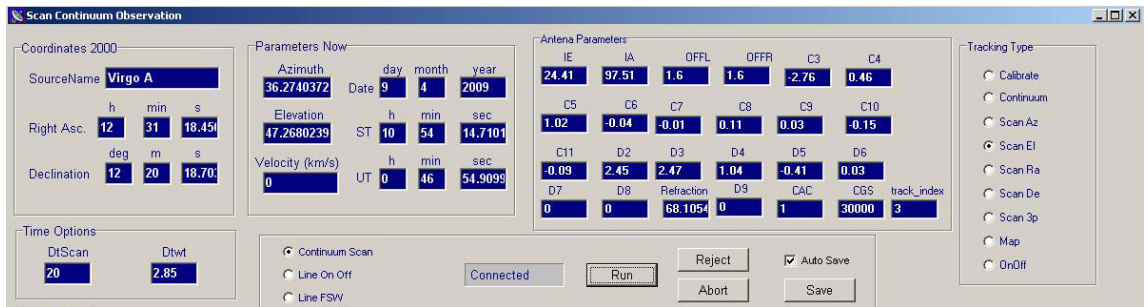 Scan Continuum Observation
Coordinates 2000
SourceName Virgo A
h min s
Right Asc. 12 31 18.450
deg m s
Declination 12 20 18.70
Time Options
DtScan Dtwt
20 2.85
Parameters Now
Azimuth
36.2740372
day month year
Date 9 4 2009
Elevation
47.2680239
ST 10 54 14.7101
Velocity (km/s)
0
h min sec
UT 0 46 54.9099
Antena Parameters
IE IA OFFL OFFR C3 C4
24.41 97.51 1.6 1.6 -2.76 0.46
C5 C6 C7 C8 C9 C10
1.02 -0.04 -0.01 0.11 0.03 -0.15
C11 D2 D3 D4 D5 D6
-0.09 2.45 2.47 1.04 -0.41 0.03
D7 D8 Refraction D9 CAC CGS track_index
0 0 68.1054 0 1 30000 3
Continuum Scan
Line On Off
Line FSW
Connected
Run
Reject
Abort
Auto Save
Save
Tracking Type
Calibrate
Continuum
Scan Az
Scan El
Scan Ra
Scan De
Scan 3p
Map
OnOff